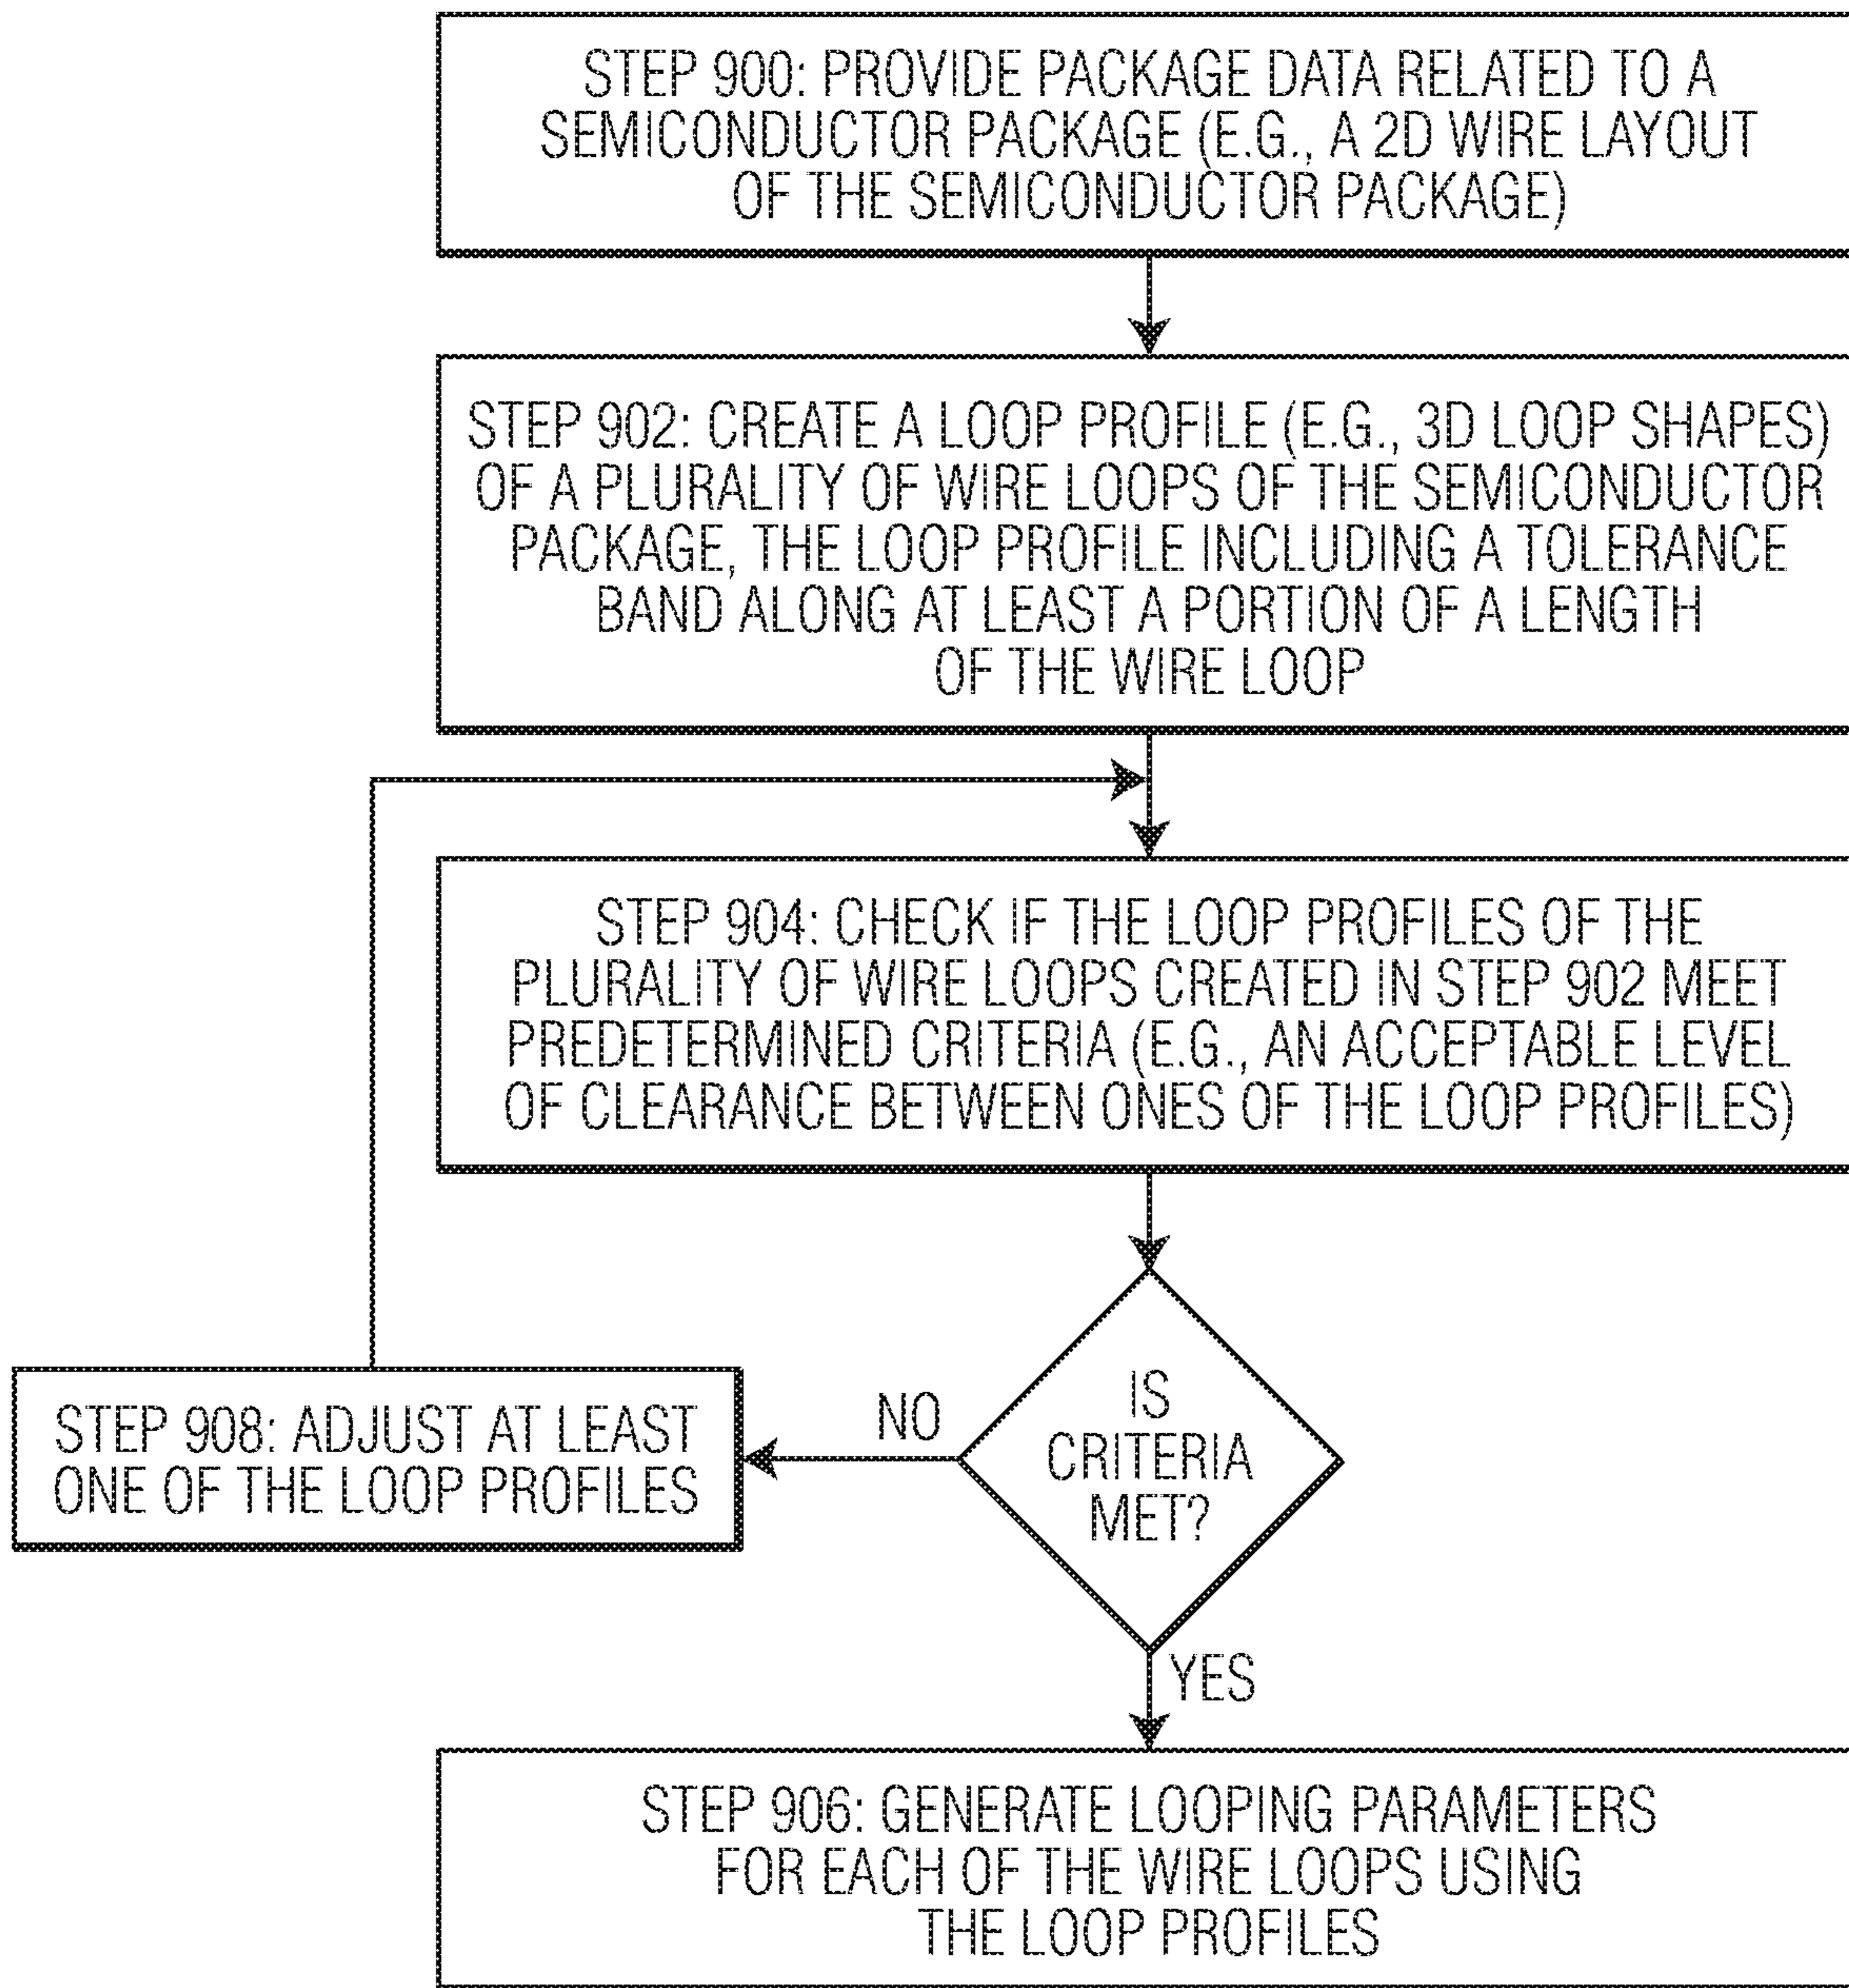 STEP 900: PROVIDE PACKAGE DATA RELATED TO A
SEMICONDUCTOR PACKAGE (E.G., A 2D WIRE LAYOUT
OF THE SEMICONDUCTOR PACKAGE)
STEP 902: CREATE A LOOP PROFILE (E.G., 3D LOOP SHAPES)
OF A PLURALITY OF WIRE LOOPS OF THE SEMICONDUCTOR
PACKAGE, THE LOOP PROFILE INCLUDING A TOLERANCE
BAND ALONG AT LEAST A PORTION OF A LENGTH
OF THE WIRE LOOP
STEP 904: CHECK IF THE LOOP PROFILES OF THE
PLURALITY OF WIRE LOOPS CREATED IN STEP 902 MEET
PREDETERMINED CRITERIA (E.G., AN ACCEPTABLE LEVEL
OF CLEARANCE BETWEEN ONES OF THE LOOP PROFILES)
IS
CRITERIA
MET?
NO
STEP 908: ADJUST AT LEAST
ONE OF THE LOOP PROFILES
YES
STEP 906: GENERATE LOOPING PARAMETERS
FOR EACH OF THE WIRE LOOPS USING
THE LOOP PROFILES